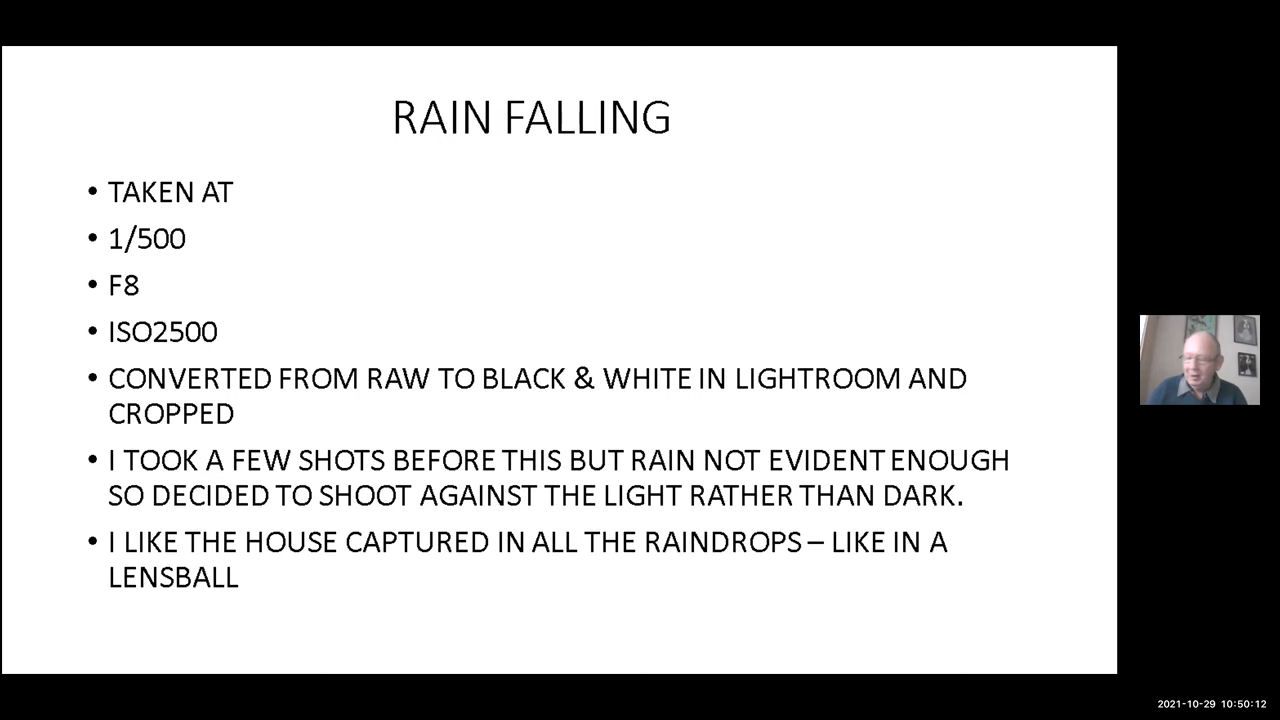 RAIN FALLING
• TAKEN AT
• 1/500
• F8
• ISO2500
• CONVERTED FROM RAW TO BLACK & WHITE IN LIGHTROOM AND
CROPPED
• I TOOK A FEW SHOTS BEFORE THIS BUT RAIN NOT EVIDENT ENOUGH
SO DECIDED TO SHOOT AGAINST THE LIGHT RATHER THAN DARK.
• I LIKE THE HOUSE CAPTURED IN ALL THE RAINDROPS – LIKE IN A
LENSBALL
2021-10-29 10:50:12